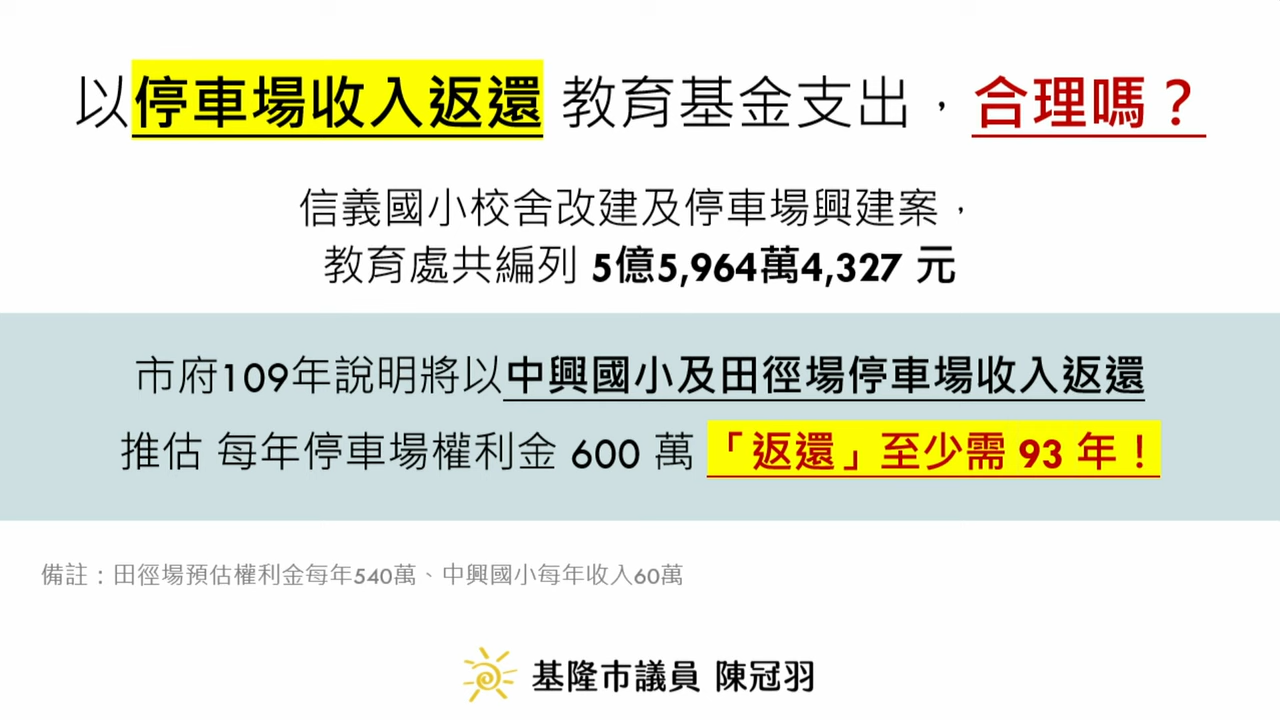 以停車場收入返還 教育基金支出，合理嗎？
信義國小校舍改建及停車場興建案，
教育處共編列 5億5,964萬4,327 元
市府109年說明將以中興國小及田徑場停車場收入返還
推估 每年停車場權利金 600 萬 「返還」至少需 93 年！
備註：田徑場預估權利金每年540萬、中興國小每年收入60萬
基隆市議員 陳冠羽